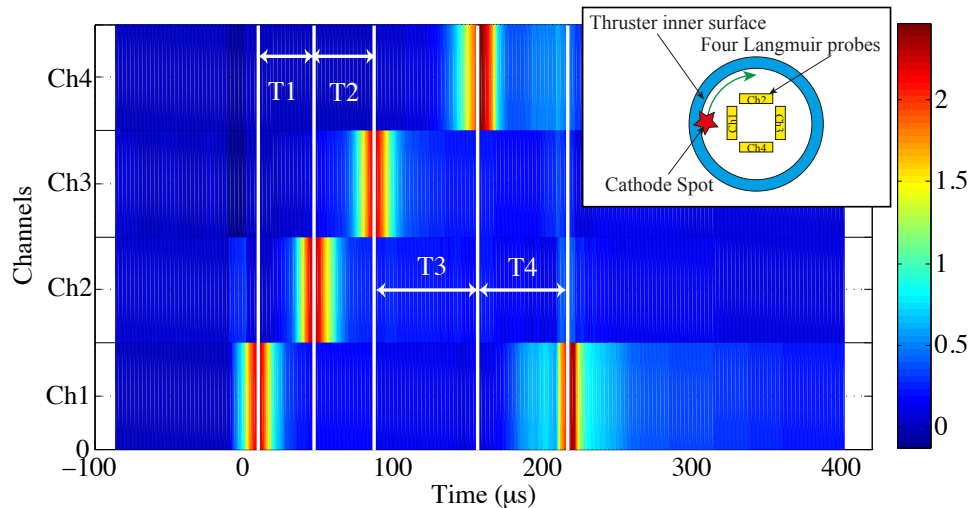 Ch4
Ch3
Ch2
Ch1
0
Channels
T1
T2
T3
T4
−100
0
100
200
300
400
Time (μs)
Thruster inner surface
Four Langmuir probes
Ch2
Ch1
Ch3
Ch4
Cathode Spot
2
1.5
1
0.5
0